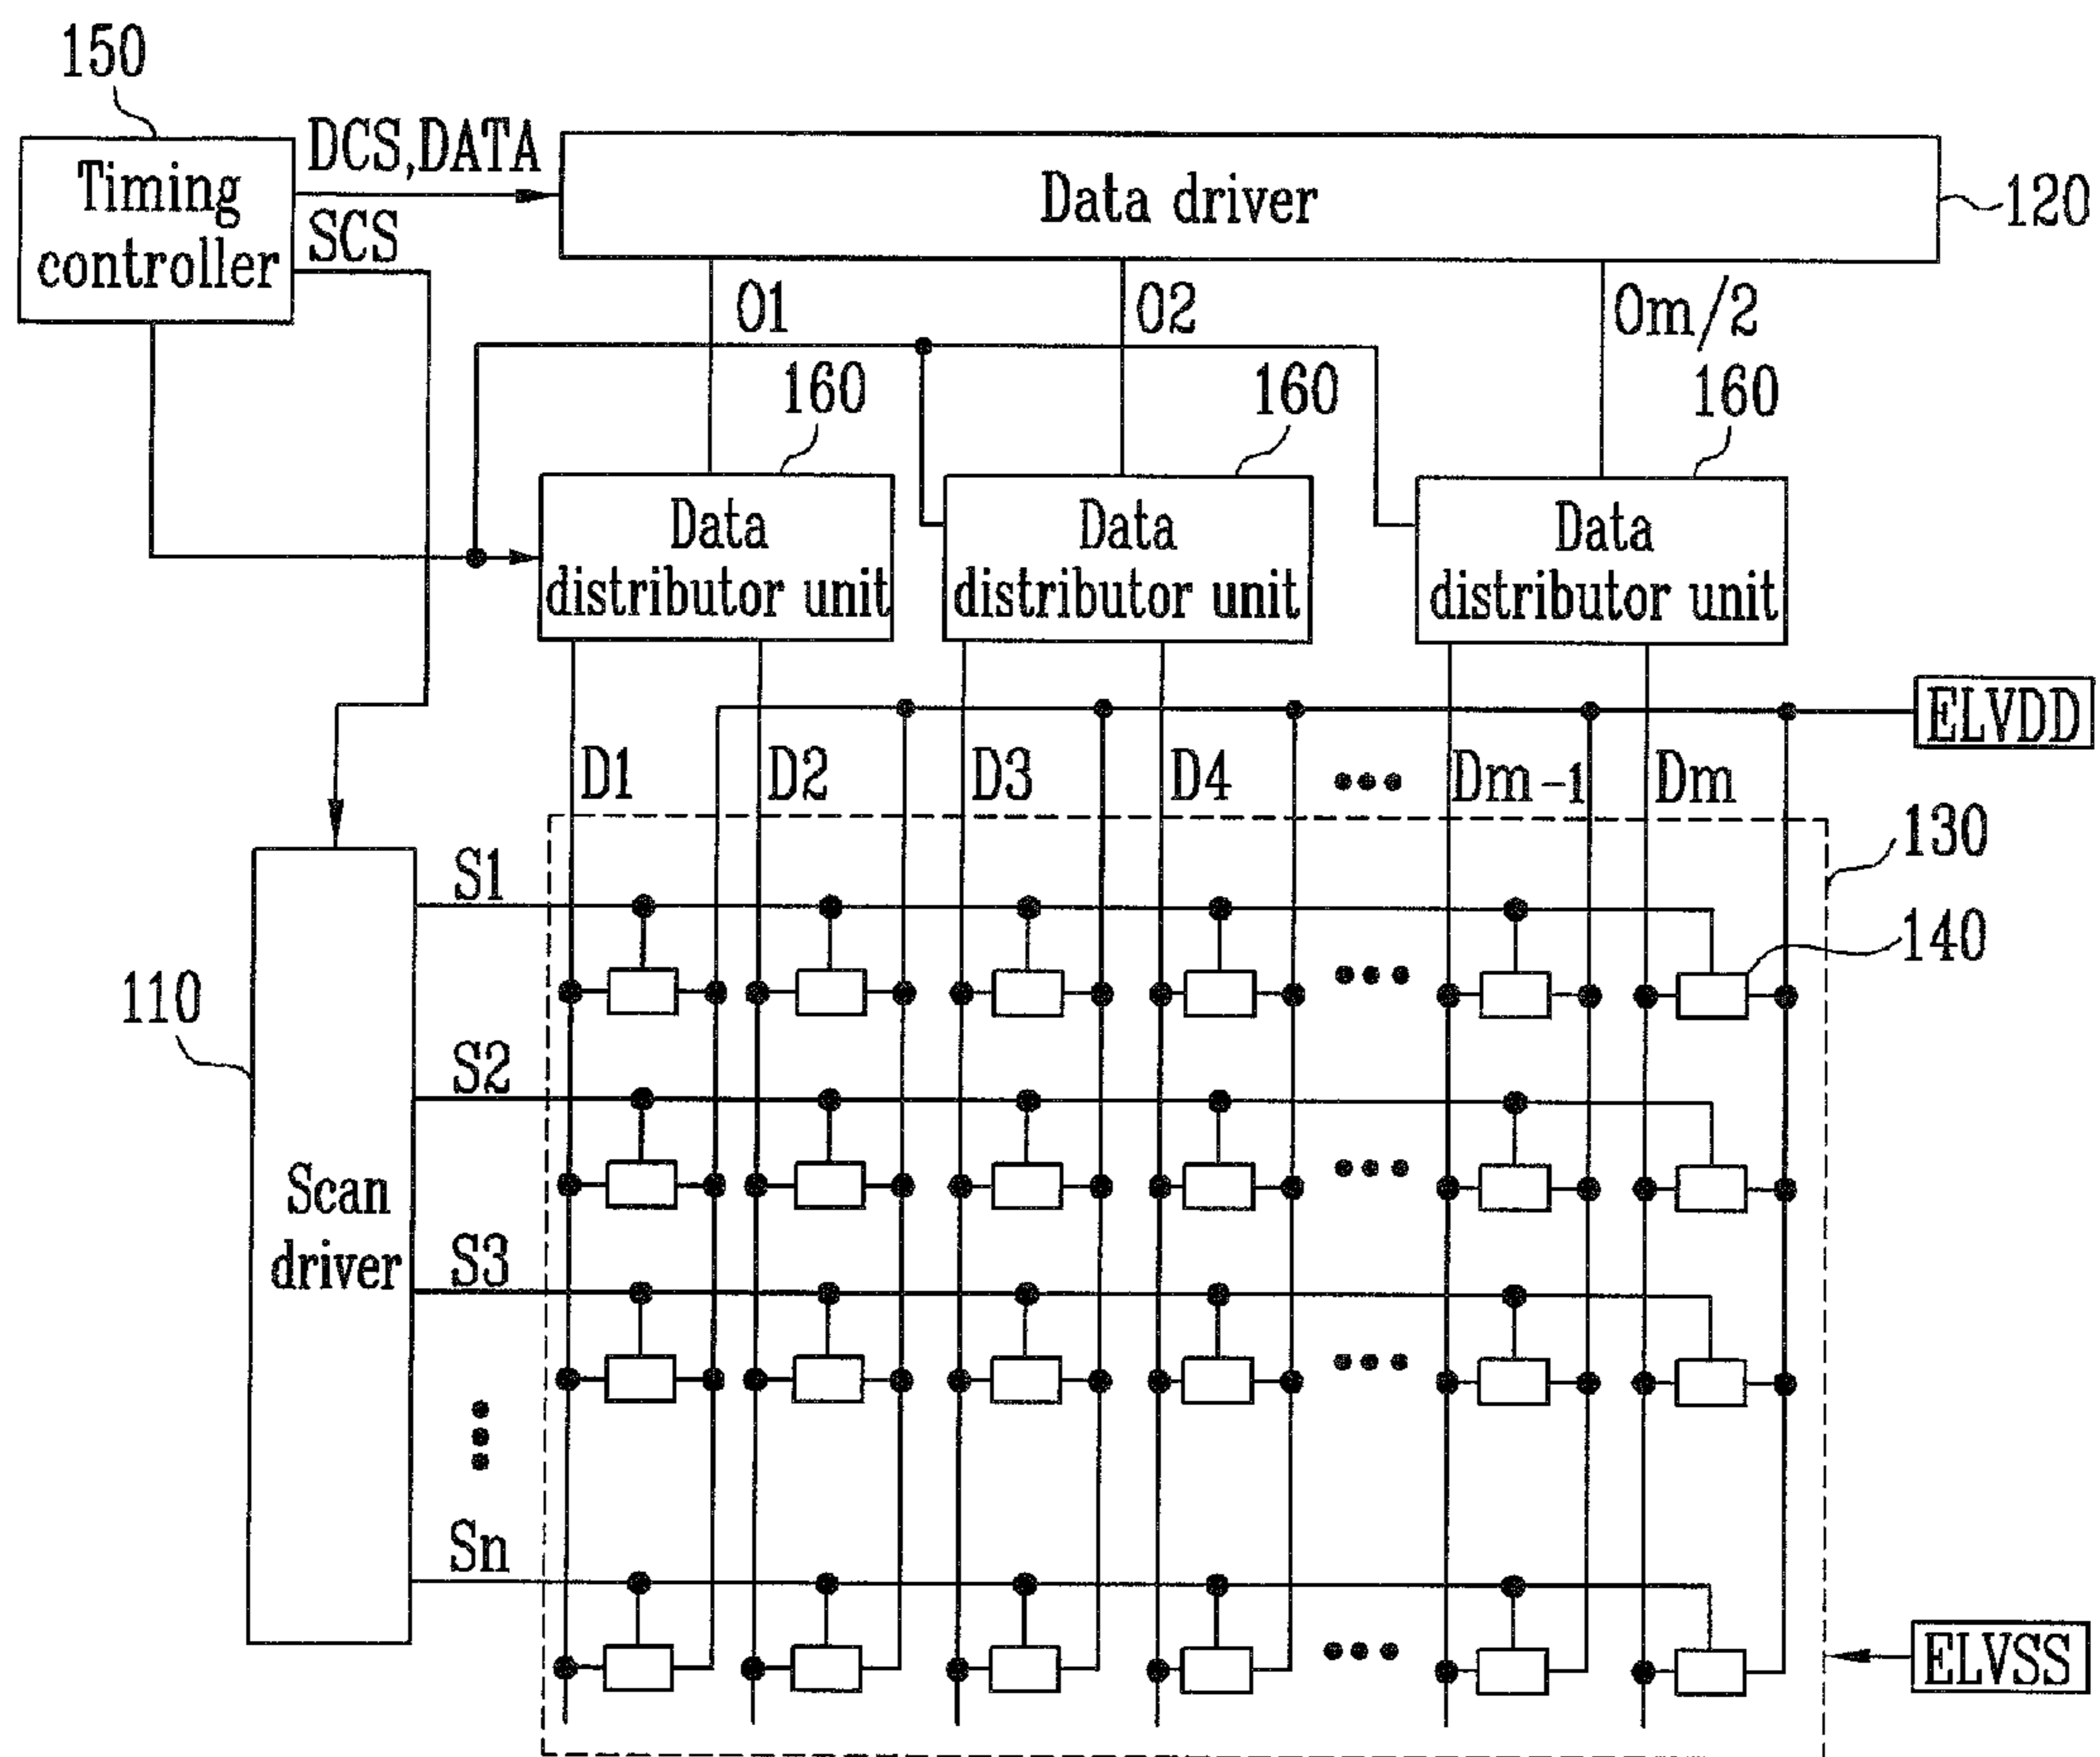 150
Timing
controller
DCS,DATA
SCS
Data driver
120
O1
O2
Om/2
160
160
160
Data
distributor unit
Data
distributor unit
Data
distributor unit
ELVDD
D1
D2
D3
D4
Dm-1
Dm
130
S1
140
110
S2
Scan
driver
S3
Sn
ELVSS